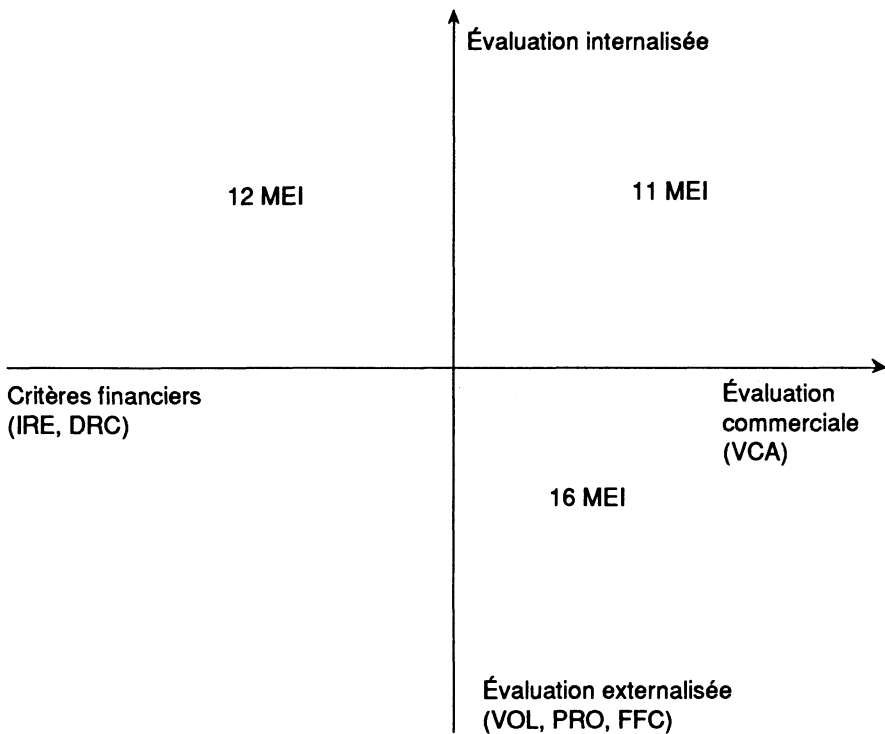 Évaluation internalisée
12 MEI
11 MEI
Critères financiers
(IRE, DRC)
Évaluation
commerciale
(VCA)
16 MEI
Évaluation externalisée
(VOL, PRO, FFC)